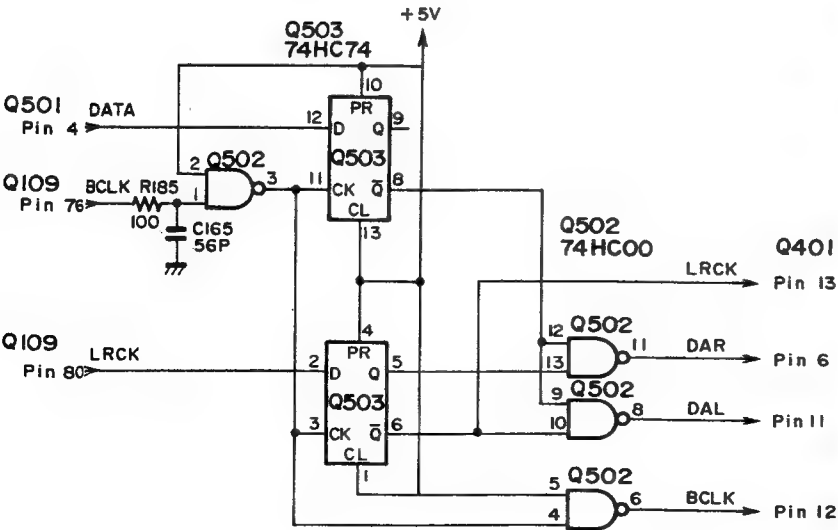 +5V
Q503
74HC74
10
PR
Q501 DATA
Pin 4
12 D Q 9
Q503
Q502
2
3
11 CK Q̅ 8
Q109 BCLK R185
Pin 76
1
100
C165
56P
CL
13
Q502
74HC00
Q401
LRCK
Pin 13
4
PR
Q109 LRCK
Pin 80
2 D Q 5
Q503
3 CK Q̅ 6
CL
1
Q502
12
13
11 DAR
Pin 6
Q502
9
10
8 DAL
Pin 11
Q502
5
4
6 BCLK
Pin 12